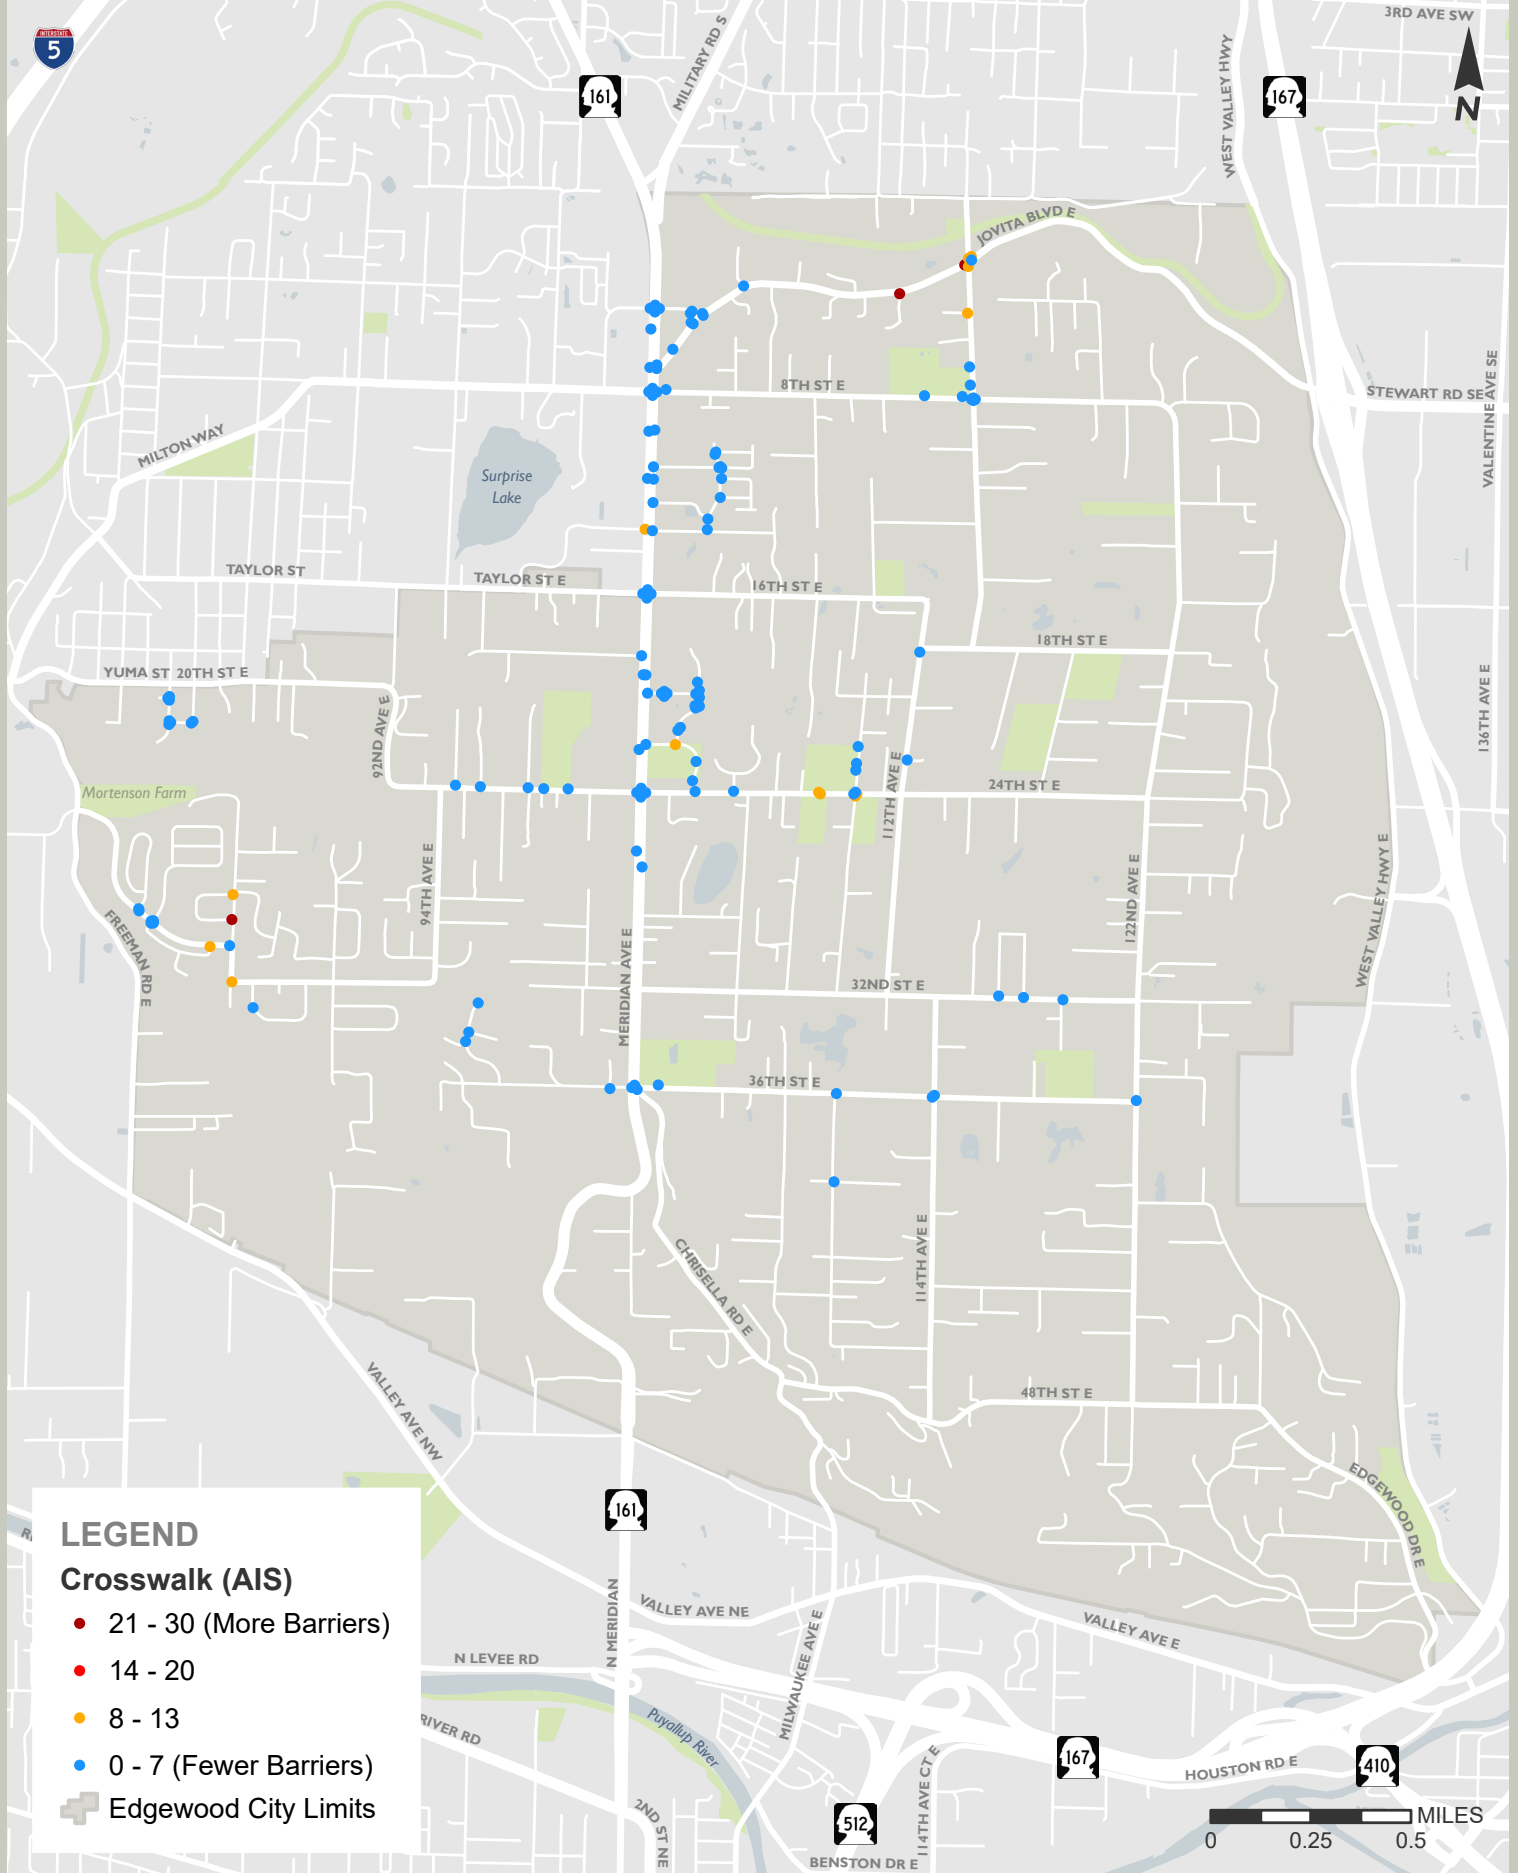 3RD AVE SW
INTERSTATE
5
MILITARY RD S
WEST VALLEY HWY
161
167
N
JOVITA BLVD E
8TH ST E
STEWART RD SE
VALENTINE AVE SE
MILTON WAY
Surprise
Lake
TAYLOR ST
TAYLOR ST E
16TH ST E
18TH ST E
YUMA ST
20TH ST E
92ND AVE E
136TH AVE E
112TH AVE E
24TH ST E
Mortenson Farm
94TH AVE E
122ND AVE E
WEST VALLEY HWY E
FREEMAN RD E
MERIDIAN AVE E
32ND ST E
36TH ST E
114TH AVE E
CHRISELLA RD E
VALLEY AVE NW
48TH ST E
EDGEWOOD DR E
161
LEGEND
Crosswalk (AIS)
21 - 30 (More Barriers)
14 - 20
8 - 13
0 - 7 (Fewer Barriers)
Edgewood City Limits
N MERIDIAN
VALLEY AVE NE
MILWAUKEE AVE E
VALLEY AVE E
N LEVEE RD
RIVER RD
Puyallup River
2ND ST NE
114TH AVE CT E
167
HOUSTON RD E
410
512
BENSTON DR E
MILES
0
0.25
0.5